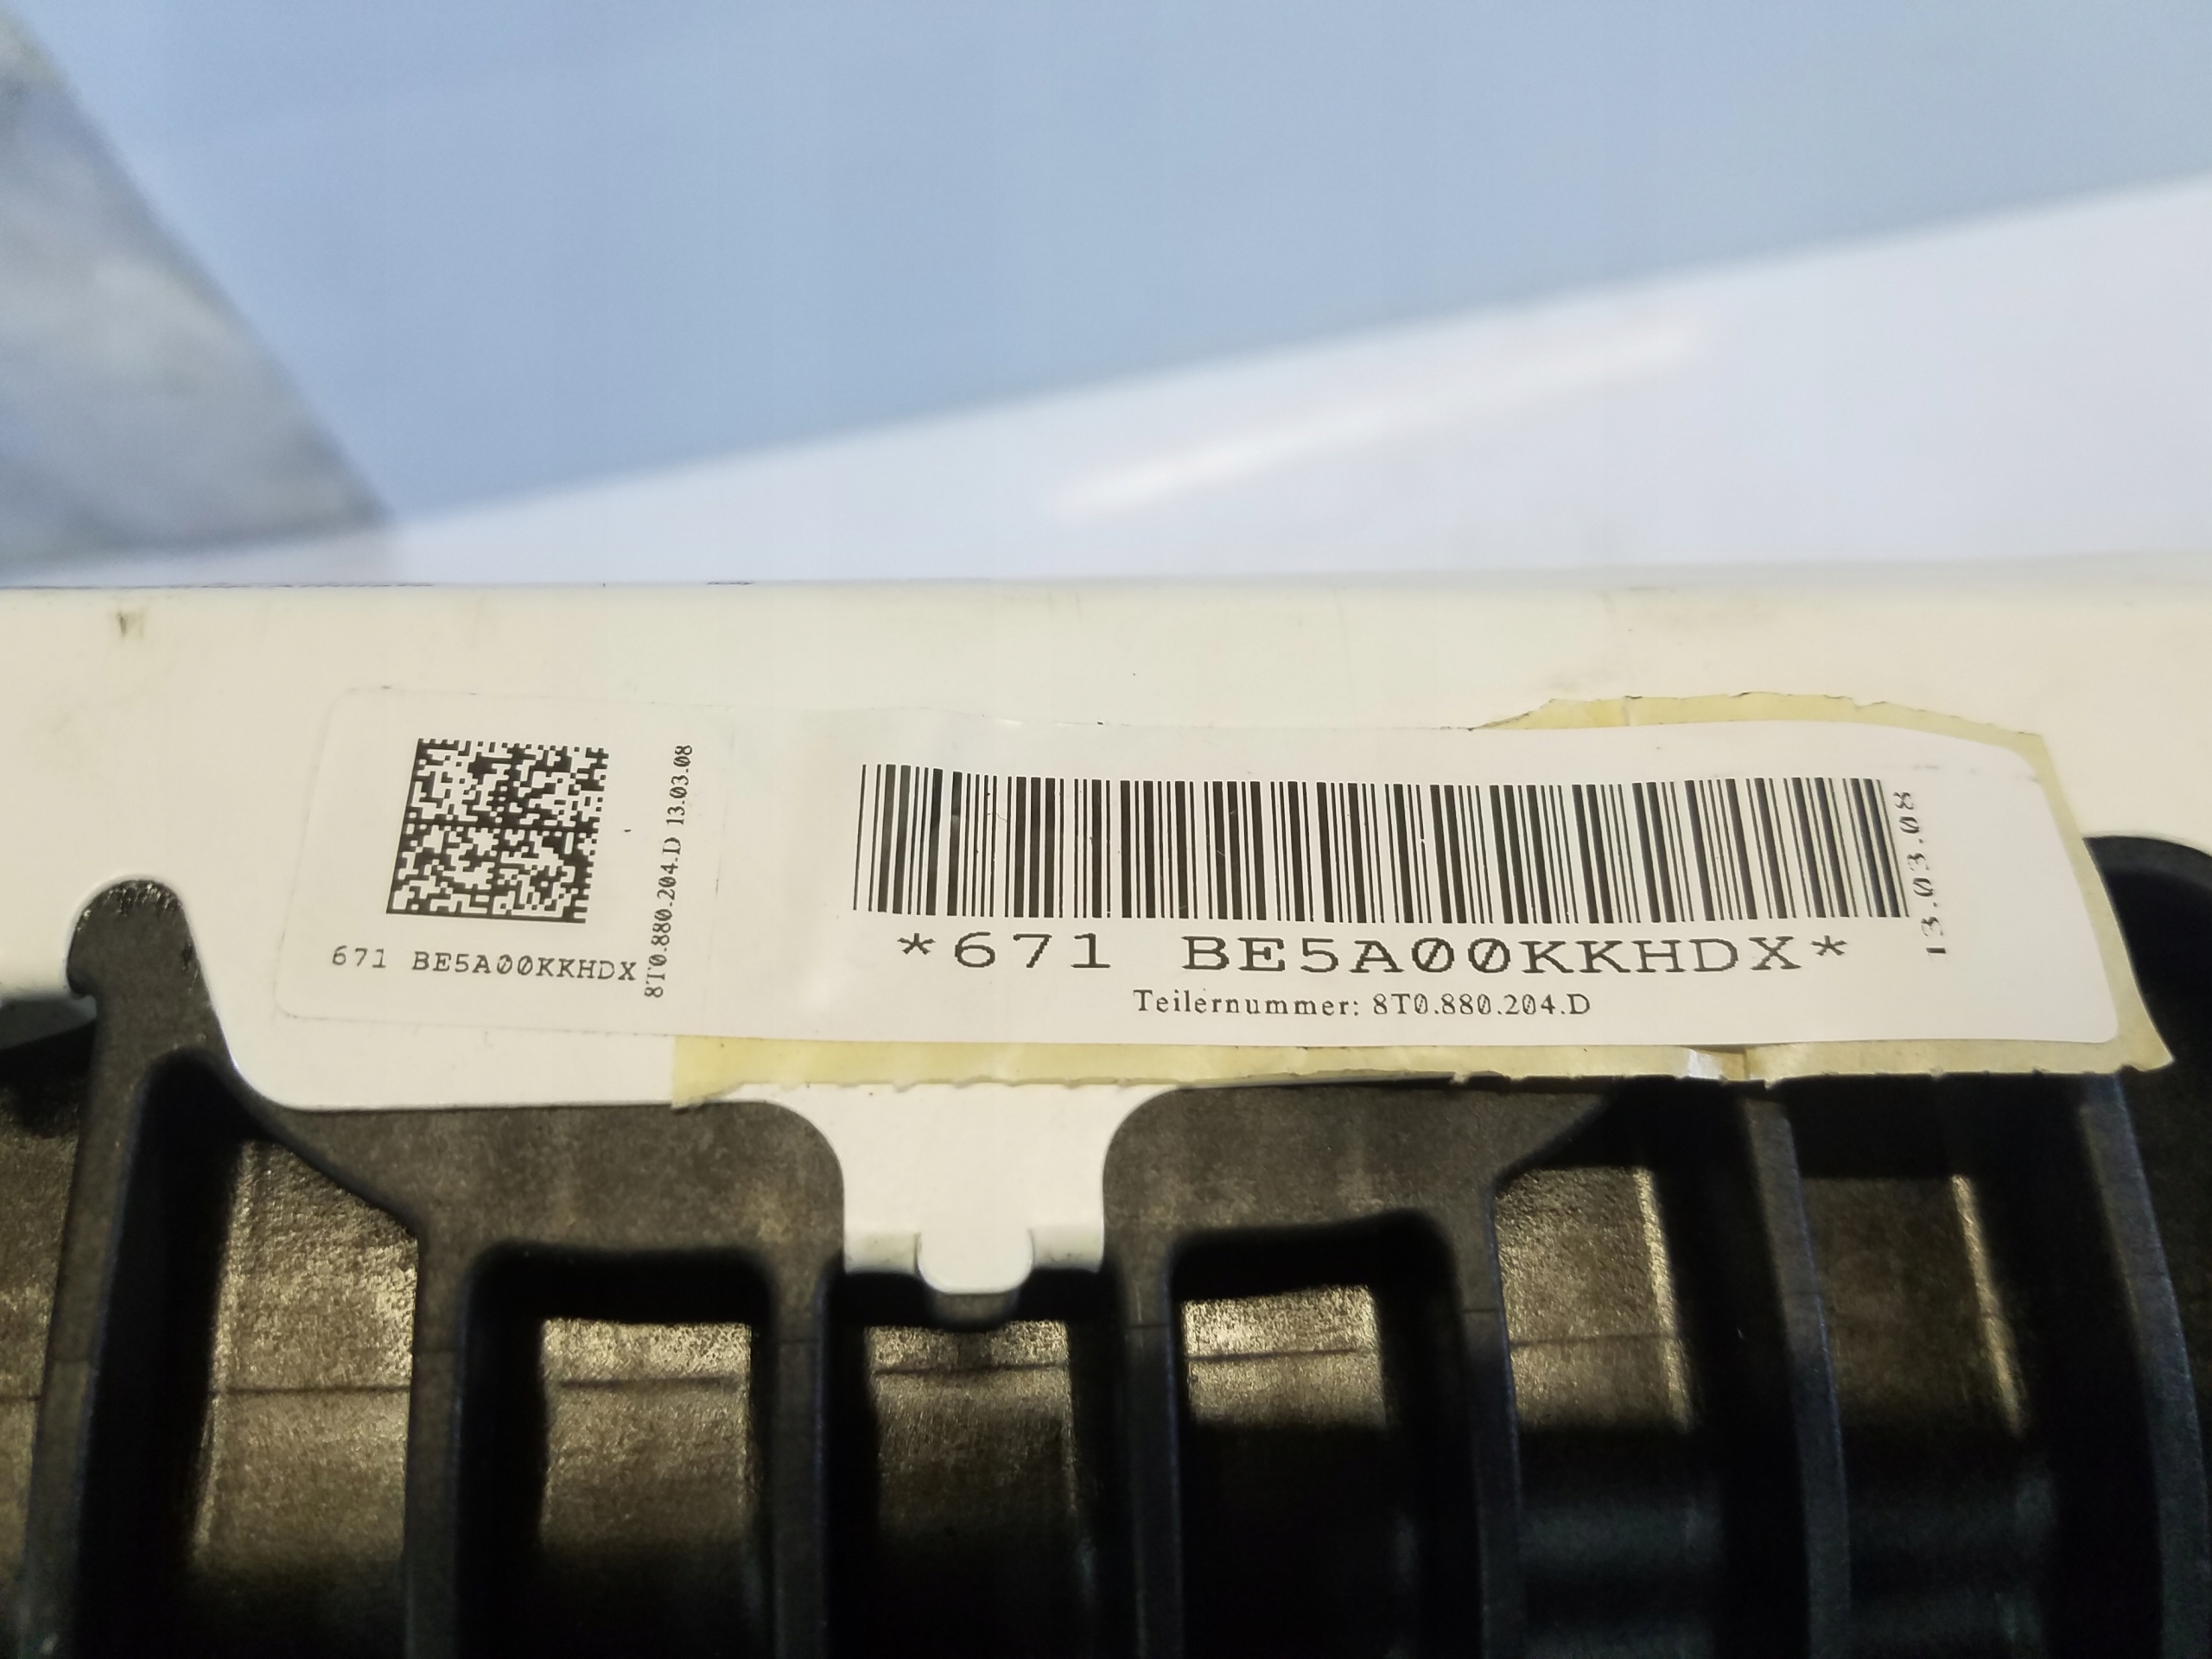 671 BE5A00KKHDX
8T0.880.204.D 13.03.08
*671 BE5A00KKHDX*
Teilernummer: 8T0.880.204.D
13.03.08